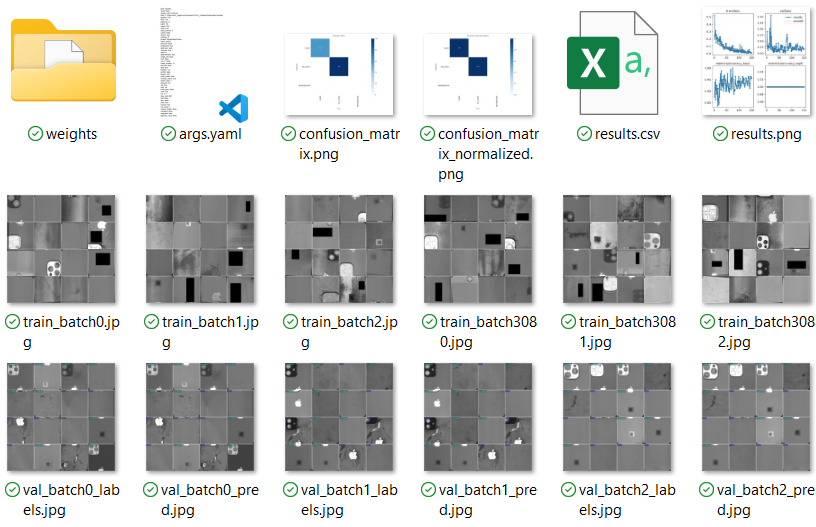 weights
args.yaml
confusion_matr
ix.png
confusion_matr
ix_normalized.
png
results.csv
results.png
X a,
train_batch0.jp
g
train_batch1.jp
g
train_batch2.jp
g
train_batch308
0.jpg
train_batch308
1.jpg
train_batch308
2.jpg
val_batch0_lab
els.jpg
val_batch0_pre
d.jpg
val_batch1_lab
els.jpg
val_batch1_pre
d.jpg
val_batch2_lab
els.jpg
val_batch2_pre
d.jpg